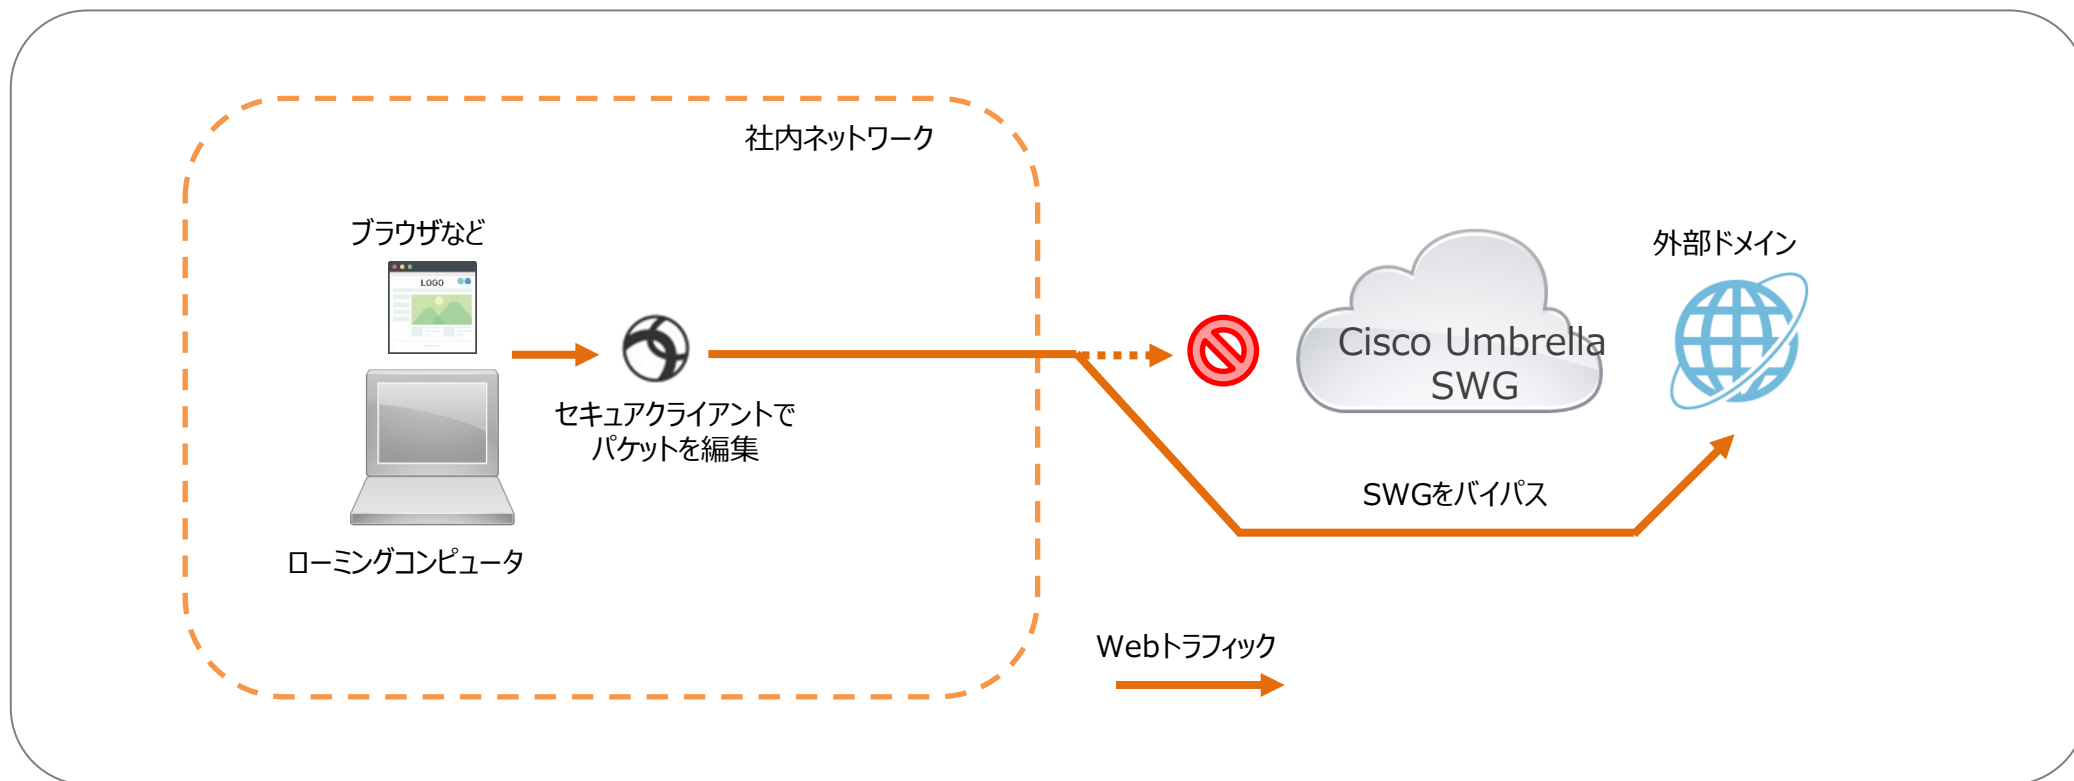 社内ネットワーク
ブラウザなど
LOGO
外部ドメイン
Cisco Umbrella
SWG
セキュアクライアントで
パケットを編集
SWGをバイパス
ローミングコンピュータ
Webトラフィック